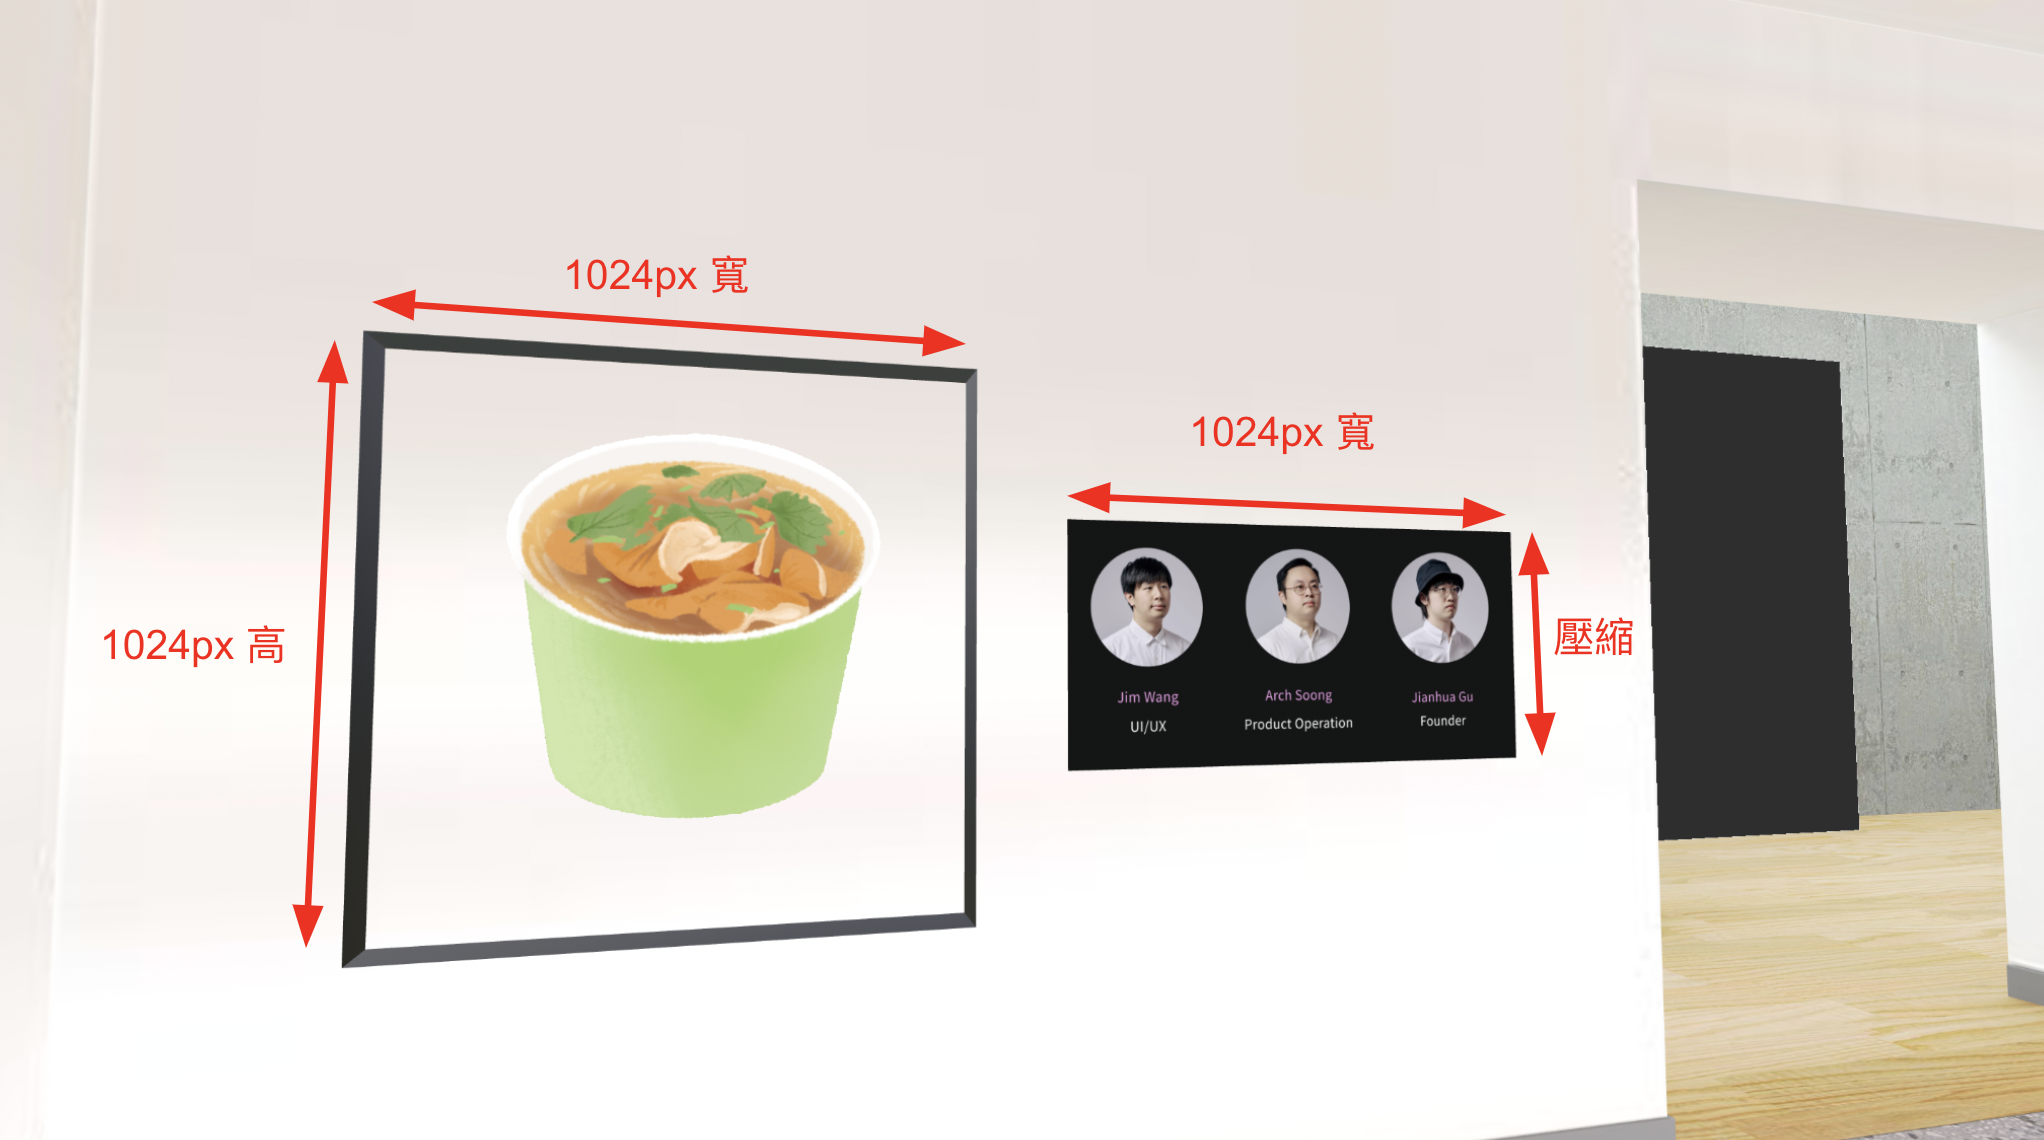 1024px 寬
1024px 高
1024px 寬
壓縮
Jim Wang
UI/UX
Arch Soong
Product Operation
Jianhua Gu
Founder